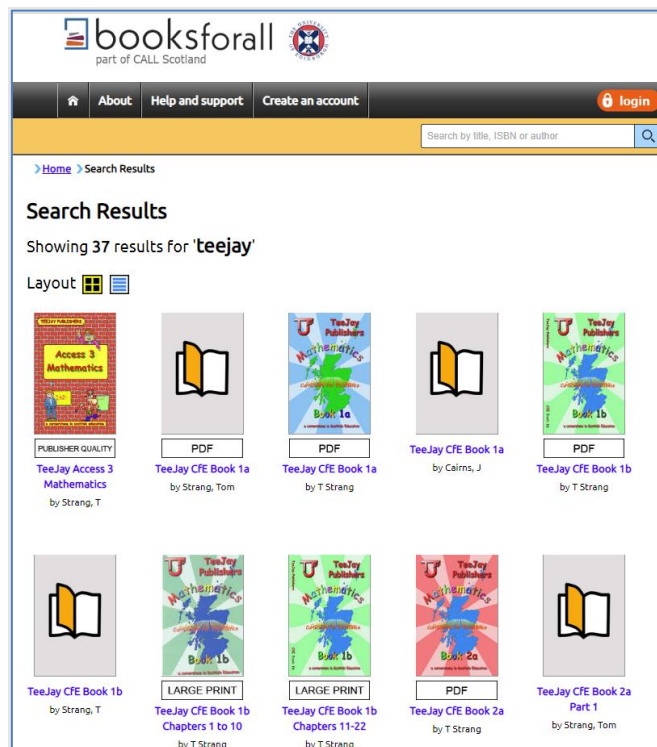 booksforall
part of CALL Scotland
About
Help and support
Create an account
login
Search by title, ISBN or author
Home
Search Results
Search Results
Showing 37 results for 'teejay'
Layout
TEEJAY PUBLISHERS
Access 3
Mathematics
PUBLISHER QUALITY
TeeJay Access 3
Mathematics
by Strang, T
PDF
TeeJay CfE Book 1a
by Strang, Tom
TeeJay
Publishers
Mathematics
Book 1a
PDF
TeeJay CfE Book 1a
by T Strang
TeeJay CfE Book 1a
by Cairns, J
TeeJay
Publishers
Mathematics
Book 1b
PDF
TeeJay CfE Book 1b
by T Strang
TeeJay CfE Book 1b
by Strang, T
TeeJay
Publishers
Mathematics
Book 1b
LARGE PRINT
TeeJay CfE Book 1b
Chapters 1 to 10
by T Strang
TeeJay
Publishers
Mathematics
Book 1b
LARGE PRINT
TeeJay CfE Book 1b
Chapters 11-22
by T Strang
TeeJay
Publishers
Mathematics
Book 2a
PDF
TeeJay CfE Book 2a
by T Strang
TeeJay CfE Book 2a
Part 1
by Strang, Tom